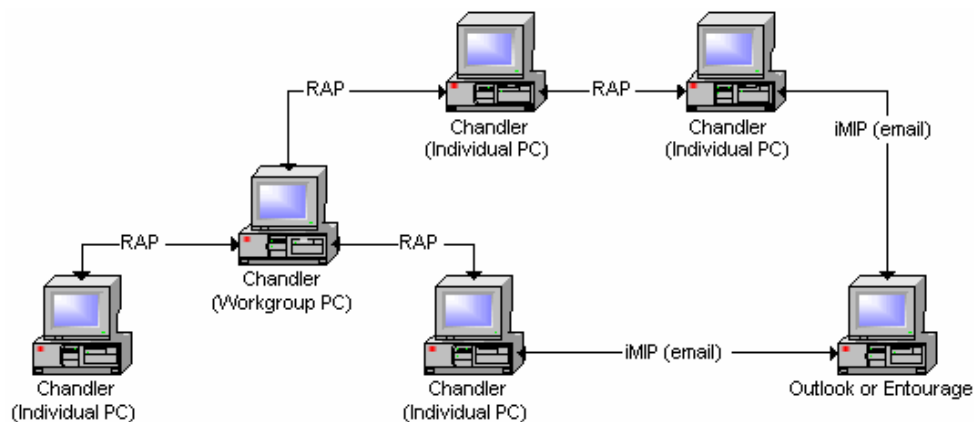 RAP
RAP
iMIP (email)
Chandler
(Individual PC)
Chandler
(Individual PC)
RAP
RAP
Chandler
(Workgroup PC)
iMIP (email)
Chandler
(Individual PC)
Chandler
(Individual PC)
Outlook or Entourage